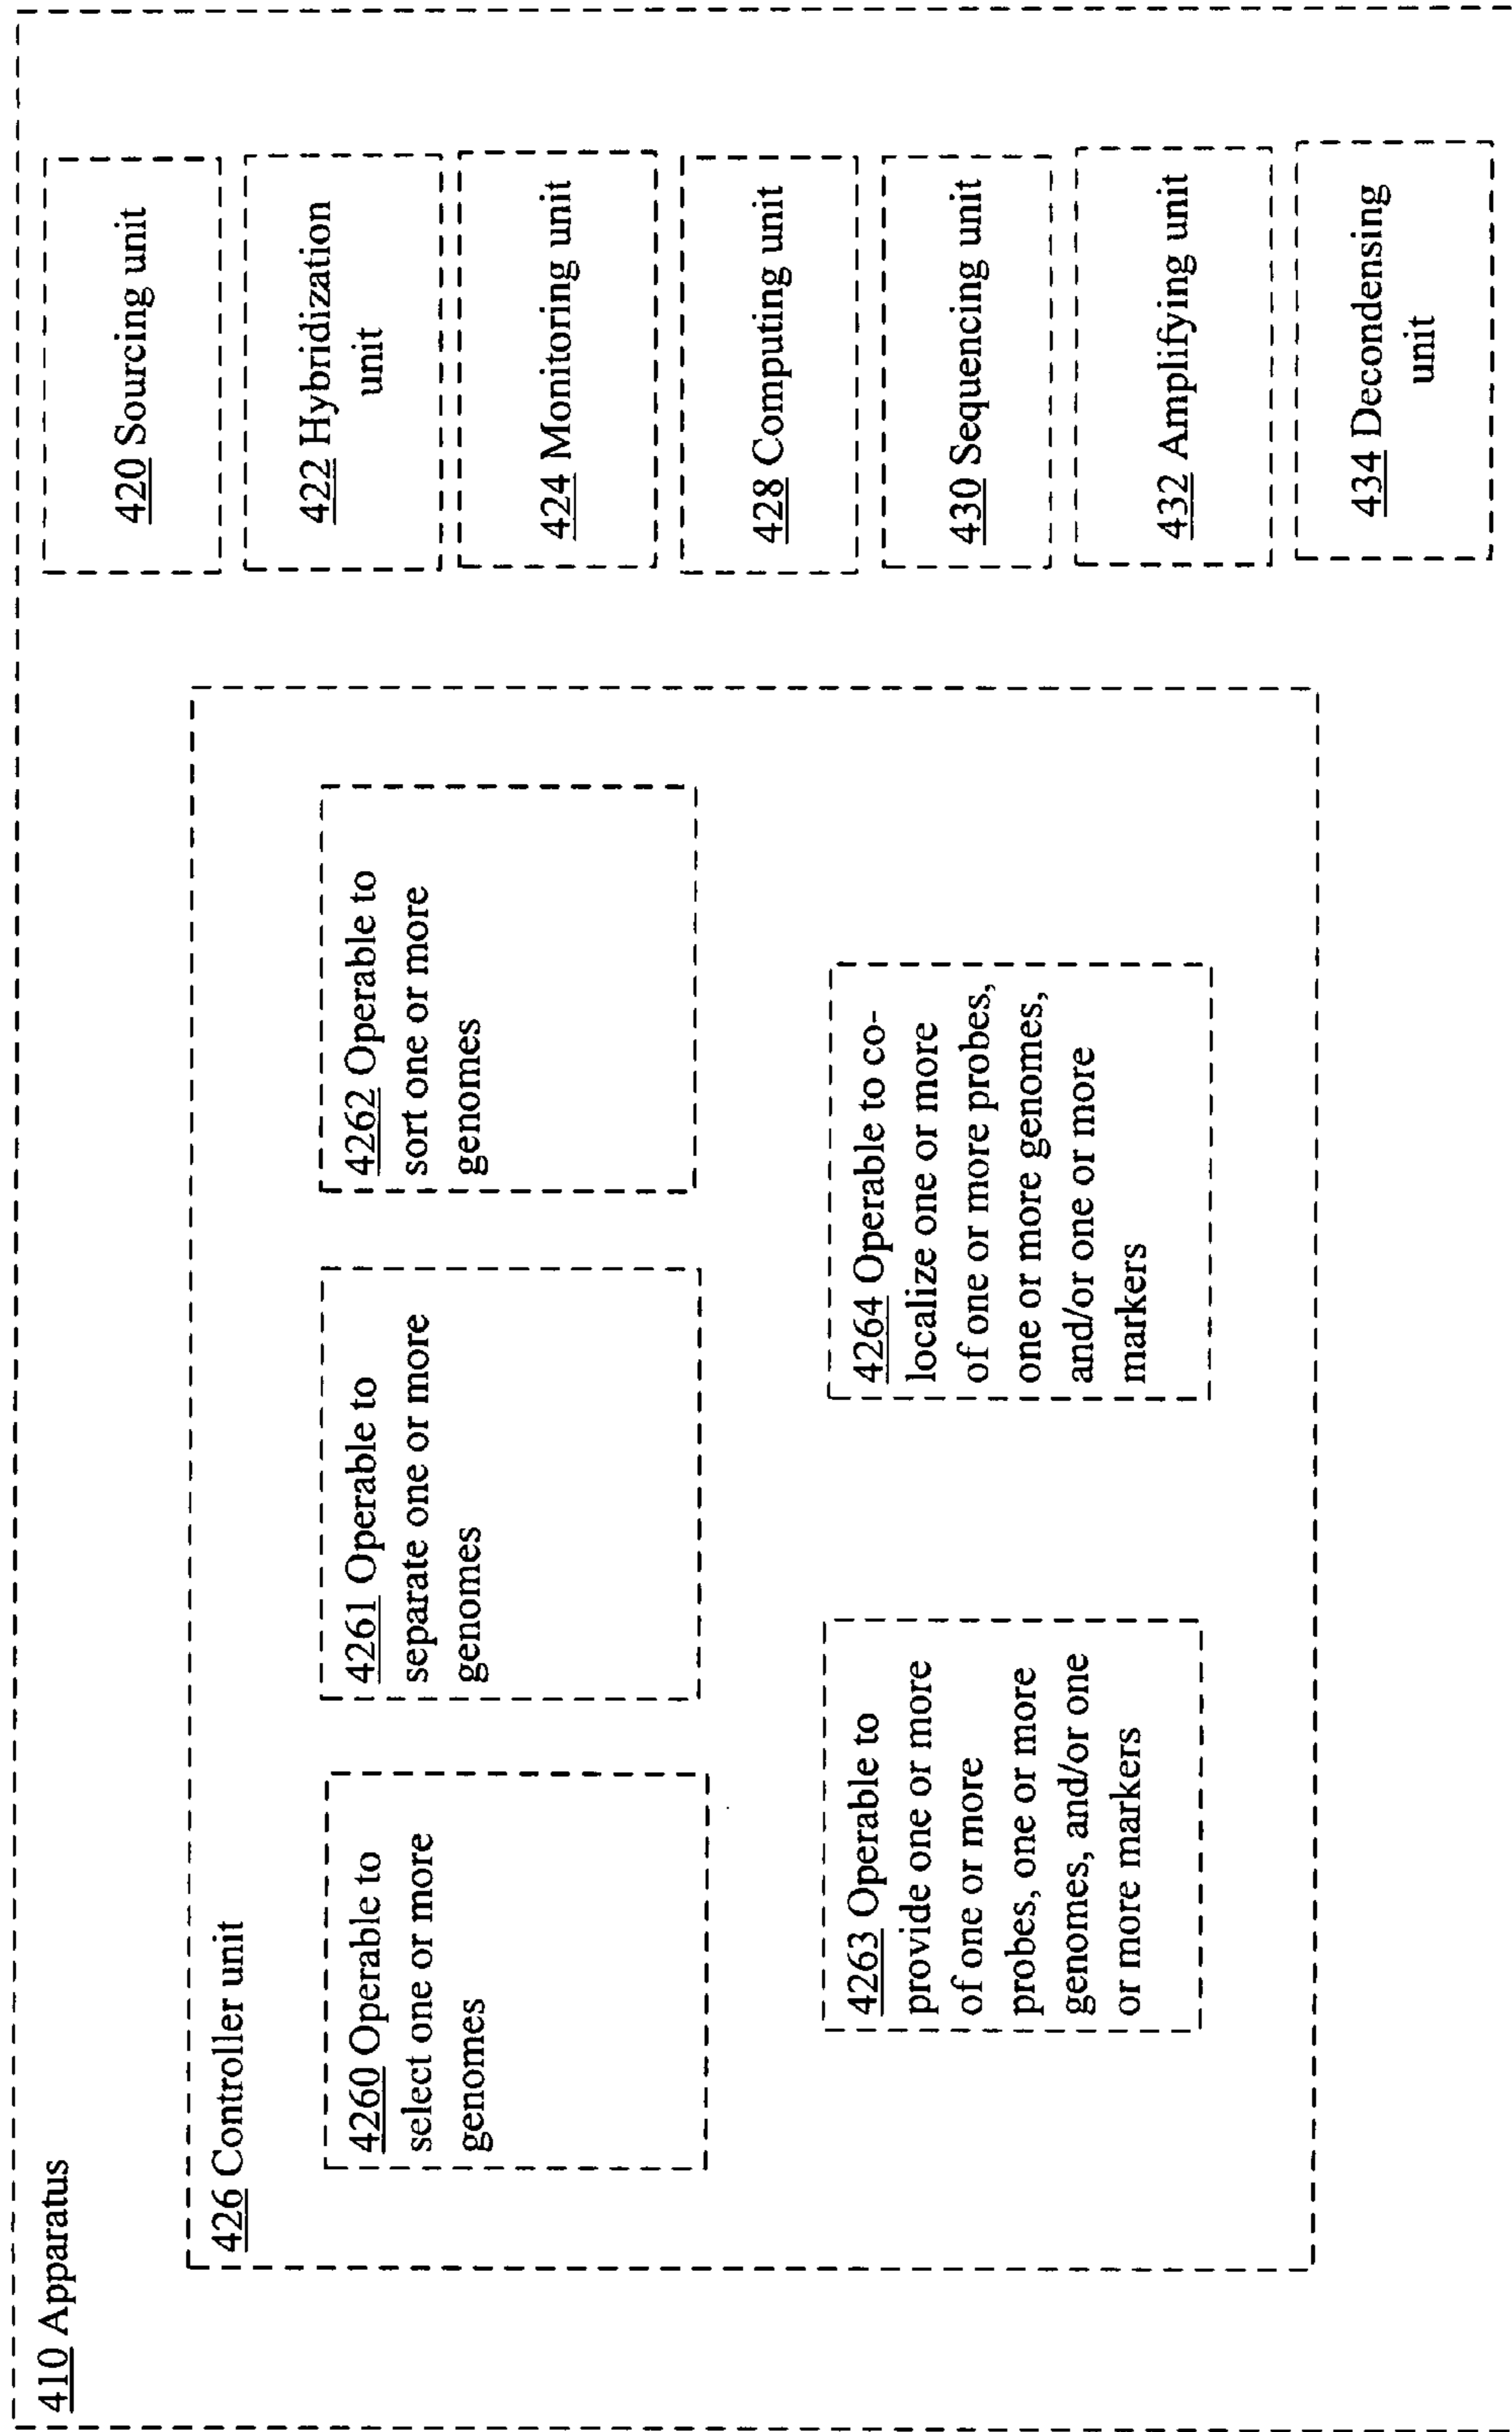 410 Apparatus
426 Controller unit
4260 Operable to
select one or more
genomes
4261 Operable to
separate one or more
genomes
4262 Operable to
sort one or more
genomes
4263 Operable to
provide one or more
of one or more
probes, one or more
genomes, and/or one
or more markers
4264 Operable to co-
localize one or more
of one or more probes,
one or more genomes,
and/or one or more
markers
420 Sourcing unit
422 Hybridization
unit
424 Monitoring unit
428 Computing unit
430 Sequencing unit
432 Amplifying unit
434 Decondensing
unit